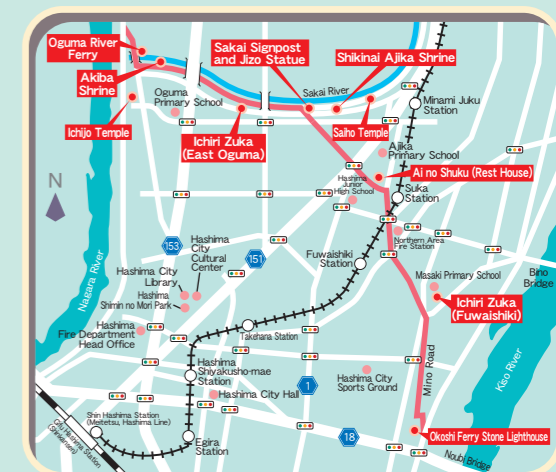 Oguma River
Ferry
Akiba
Shrine
Sakai Signpost
and Jizo Statue
Shikinai Ajika Shrine
Oguma
Primary School
Sakai River
Minami Juku
Station
Ichijo Temple
Ichiri Zuka
(East Oguma)
Saiho Temple
Ajika
Primary School
Ai no Shuku (Rest House)
Hashima
Junior
High School
Suka
Station
N
153
Hashima
City
Cultural
Center
151
Northern Area
Fire Station
Fuwaishiki
Station
Hashima City
Library
Masaki Primary School
Bino
Bridge
Nagara River
Hashima
Shimin no Mori Park
Ichiri Zuka
(Fuwaishiki)
Hashima
Fire Department
Head Office
Takehana Station
Mino Road
Kiso River
Hashima
Shiyakusho-mae
Station
1
Hashima City
Sports Ground
Hashima City Hall
Shin Hashima Station
(Meitetsu, Hashima Line)
Gifu Hashima Station
(Shinkansen)
Egira
Station
18
Okoshi Ferry Stone Lighthouse
Noubi Bridge